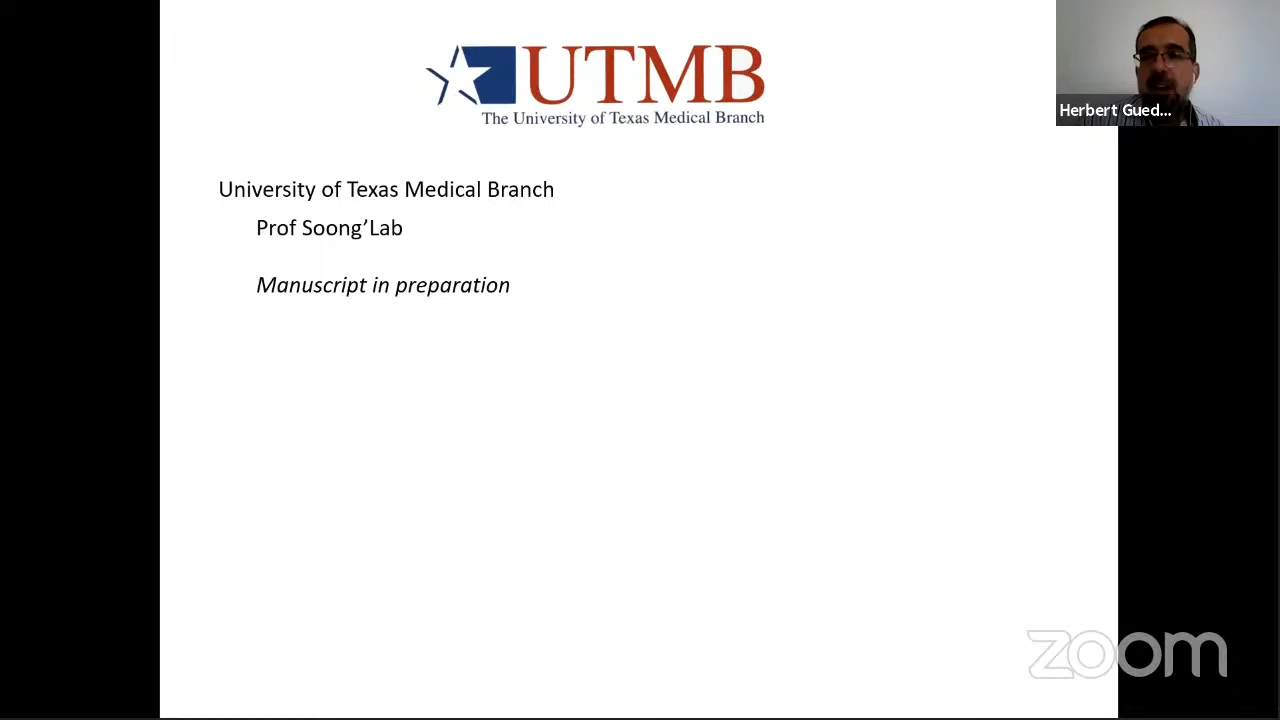 UTMB
The University of Texas Medical Branch
Herbert Gued...
University of Texas Medical Branch
Prof Soong’Lab
Manuscript in preparation
zoom